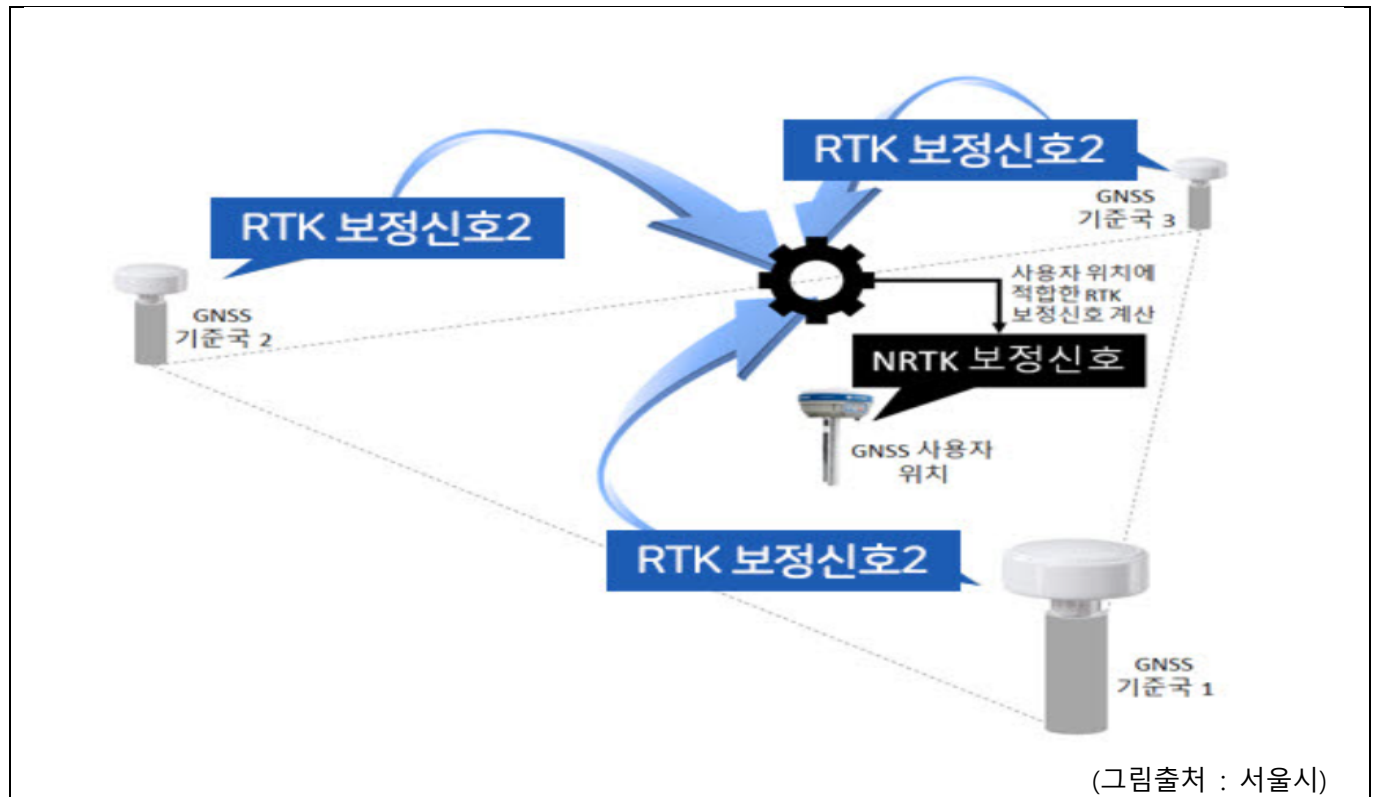 RTK 보정신호2
RTK 보정신호2
GNSS
기준국 3
GNSS
기준국 2
사용자 위치에
적합한 RTK
보정신호 계산
NRTK 보정신호
GNSS 사용자
위치
RTK 보정신호2
GNSS
기준국 1
(그림출처 : 서울시)